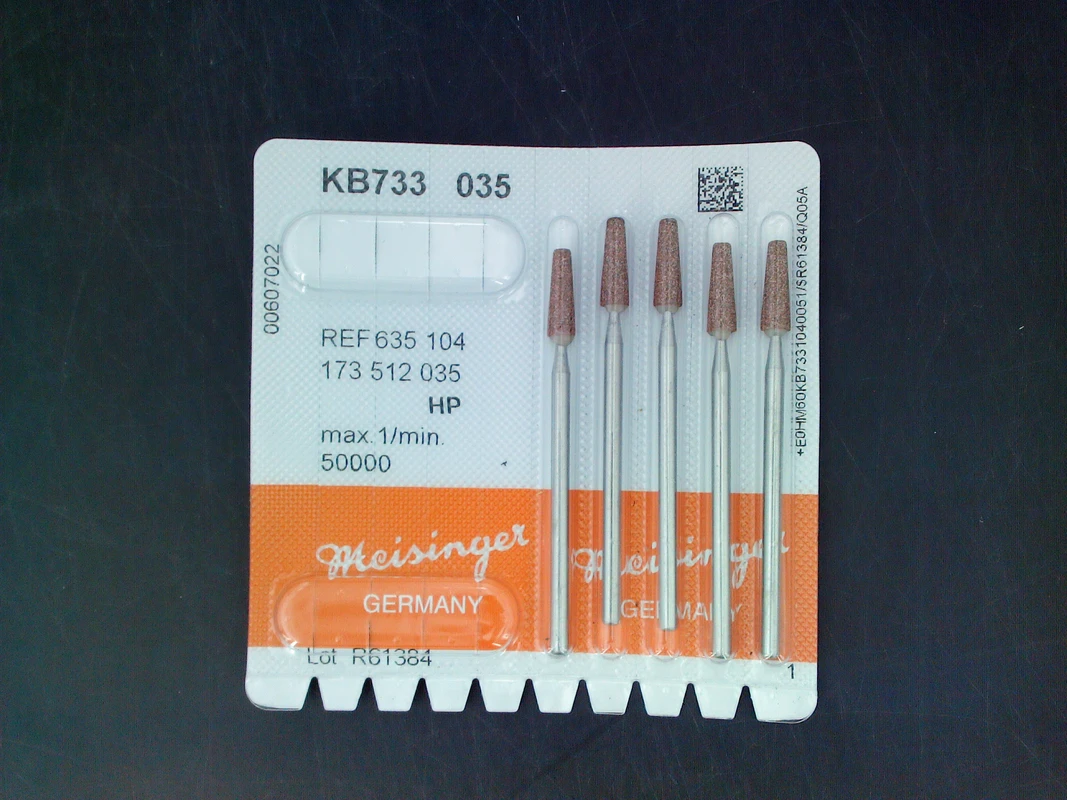 KB733 035
00607022
REF 635 104
173 512 035
HP
max. 1/min.
50000
Meisinger
GERMANY
Meisinger
GERMANY
Lot R61384
1
+E0HM60KB7331040051/SR61384/Q05A